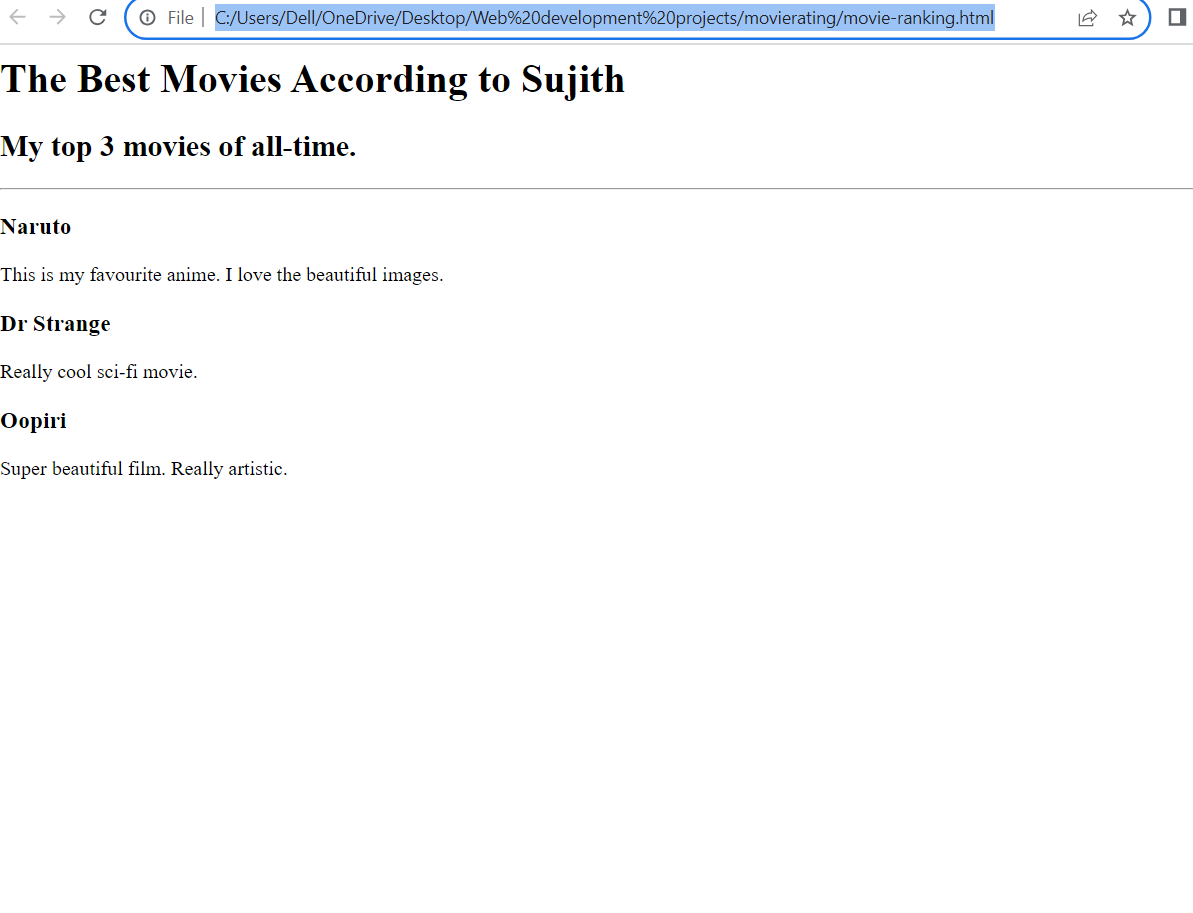 File C:/Users/Dell/OneDrive/Desktop/Web%20development%20projects/movierating/movie-ranking.html
The Best Movies According to Sujith
My top 3 movies of all-time.
Naruto
This is my favourite anime. I love the beautiful images.
Dr Strange
Really cool sci-fi movie.
Oopiri
Super beautiful film. Really artistic.